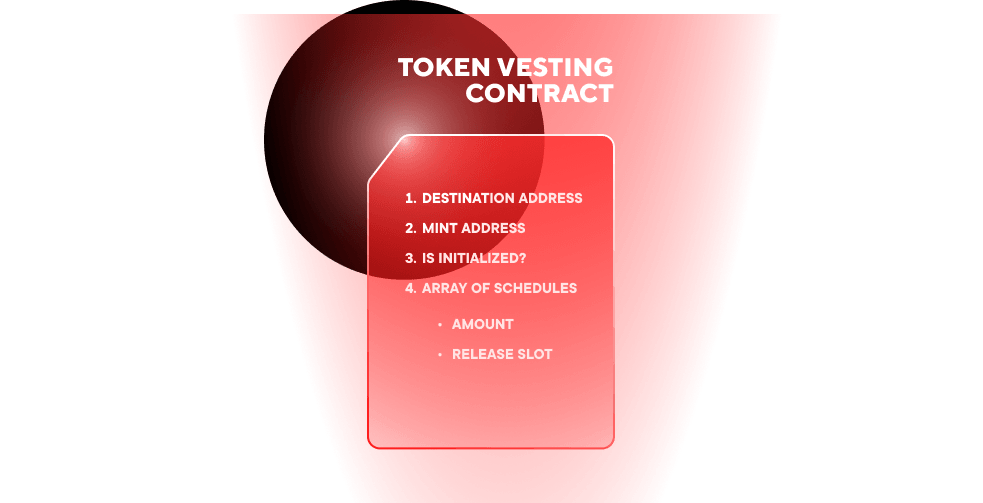 TOKEN VESTING
CONTRACT
1. DESTINATION ADDRESS
2. MINT ADDRESS
3. IS INITIALIZED?
4. ARRAY OF SCHEDULES
• AMOUNT
• RELEASE SLOT